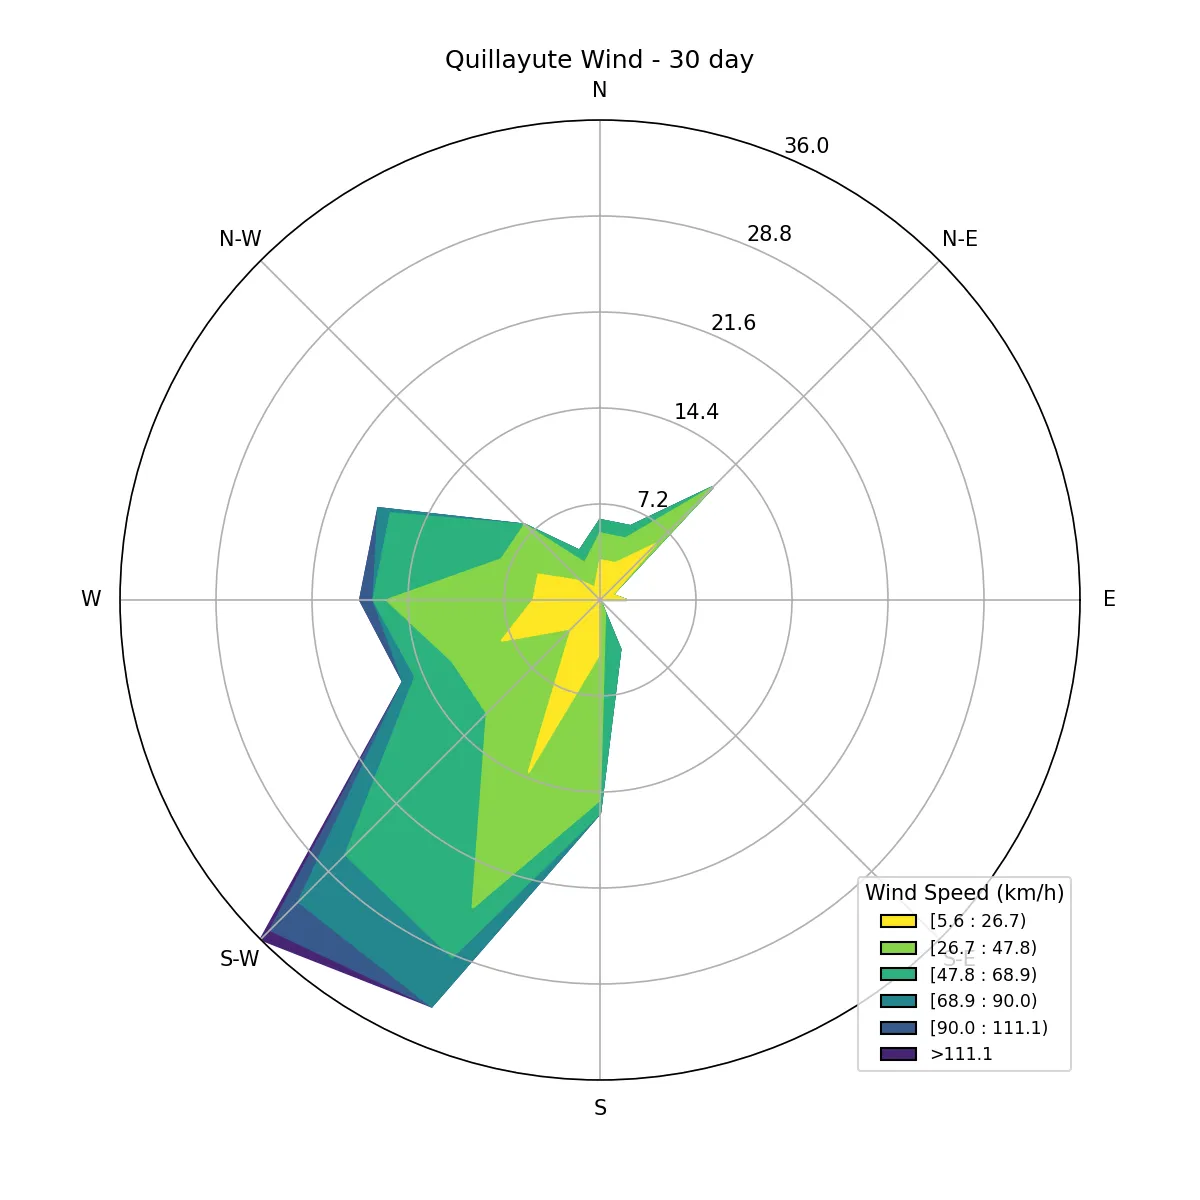 Quillayute Wind - 30 day
N
36.0
28.8
N-W
N-E
21.6
14.4
7.2
W
E
S-W
S-E
Wind Speed (km/h)
[5.6 : 26.7)
[26.7 : 47.8)
[47.8 : 68.9)
[68.9 : 90.0)
[90.0 : 111.1)
>111.1
S